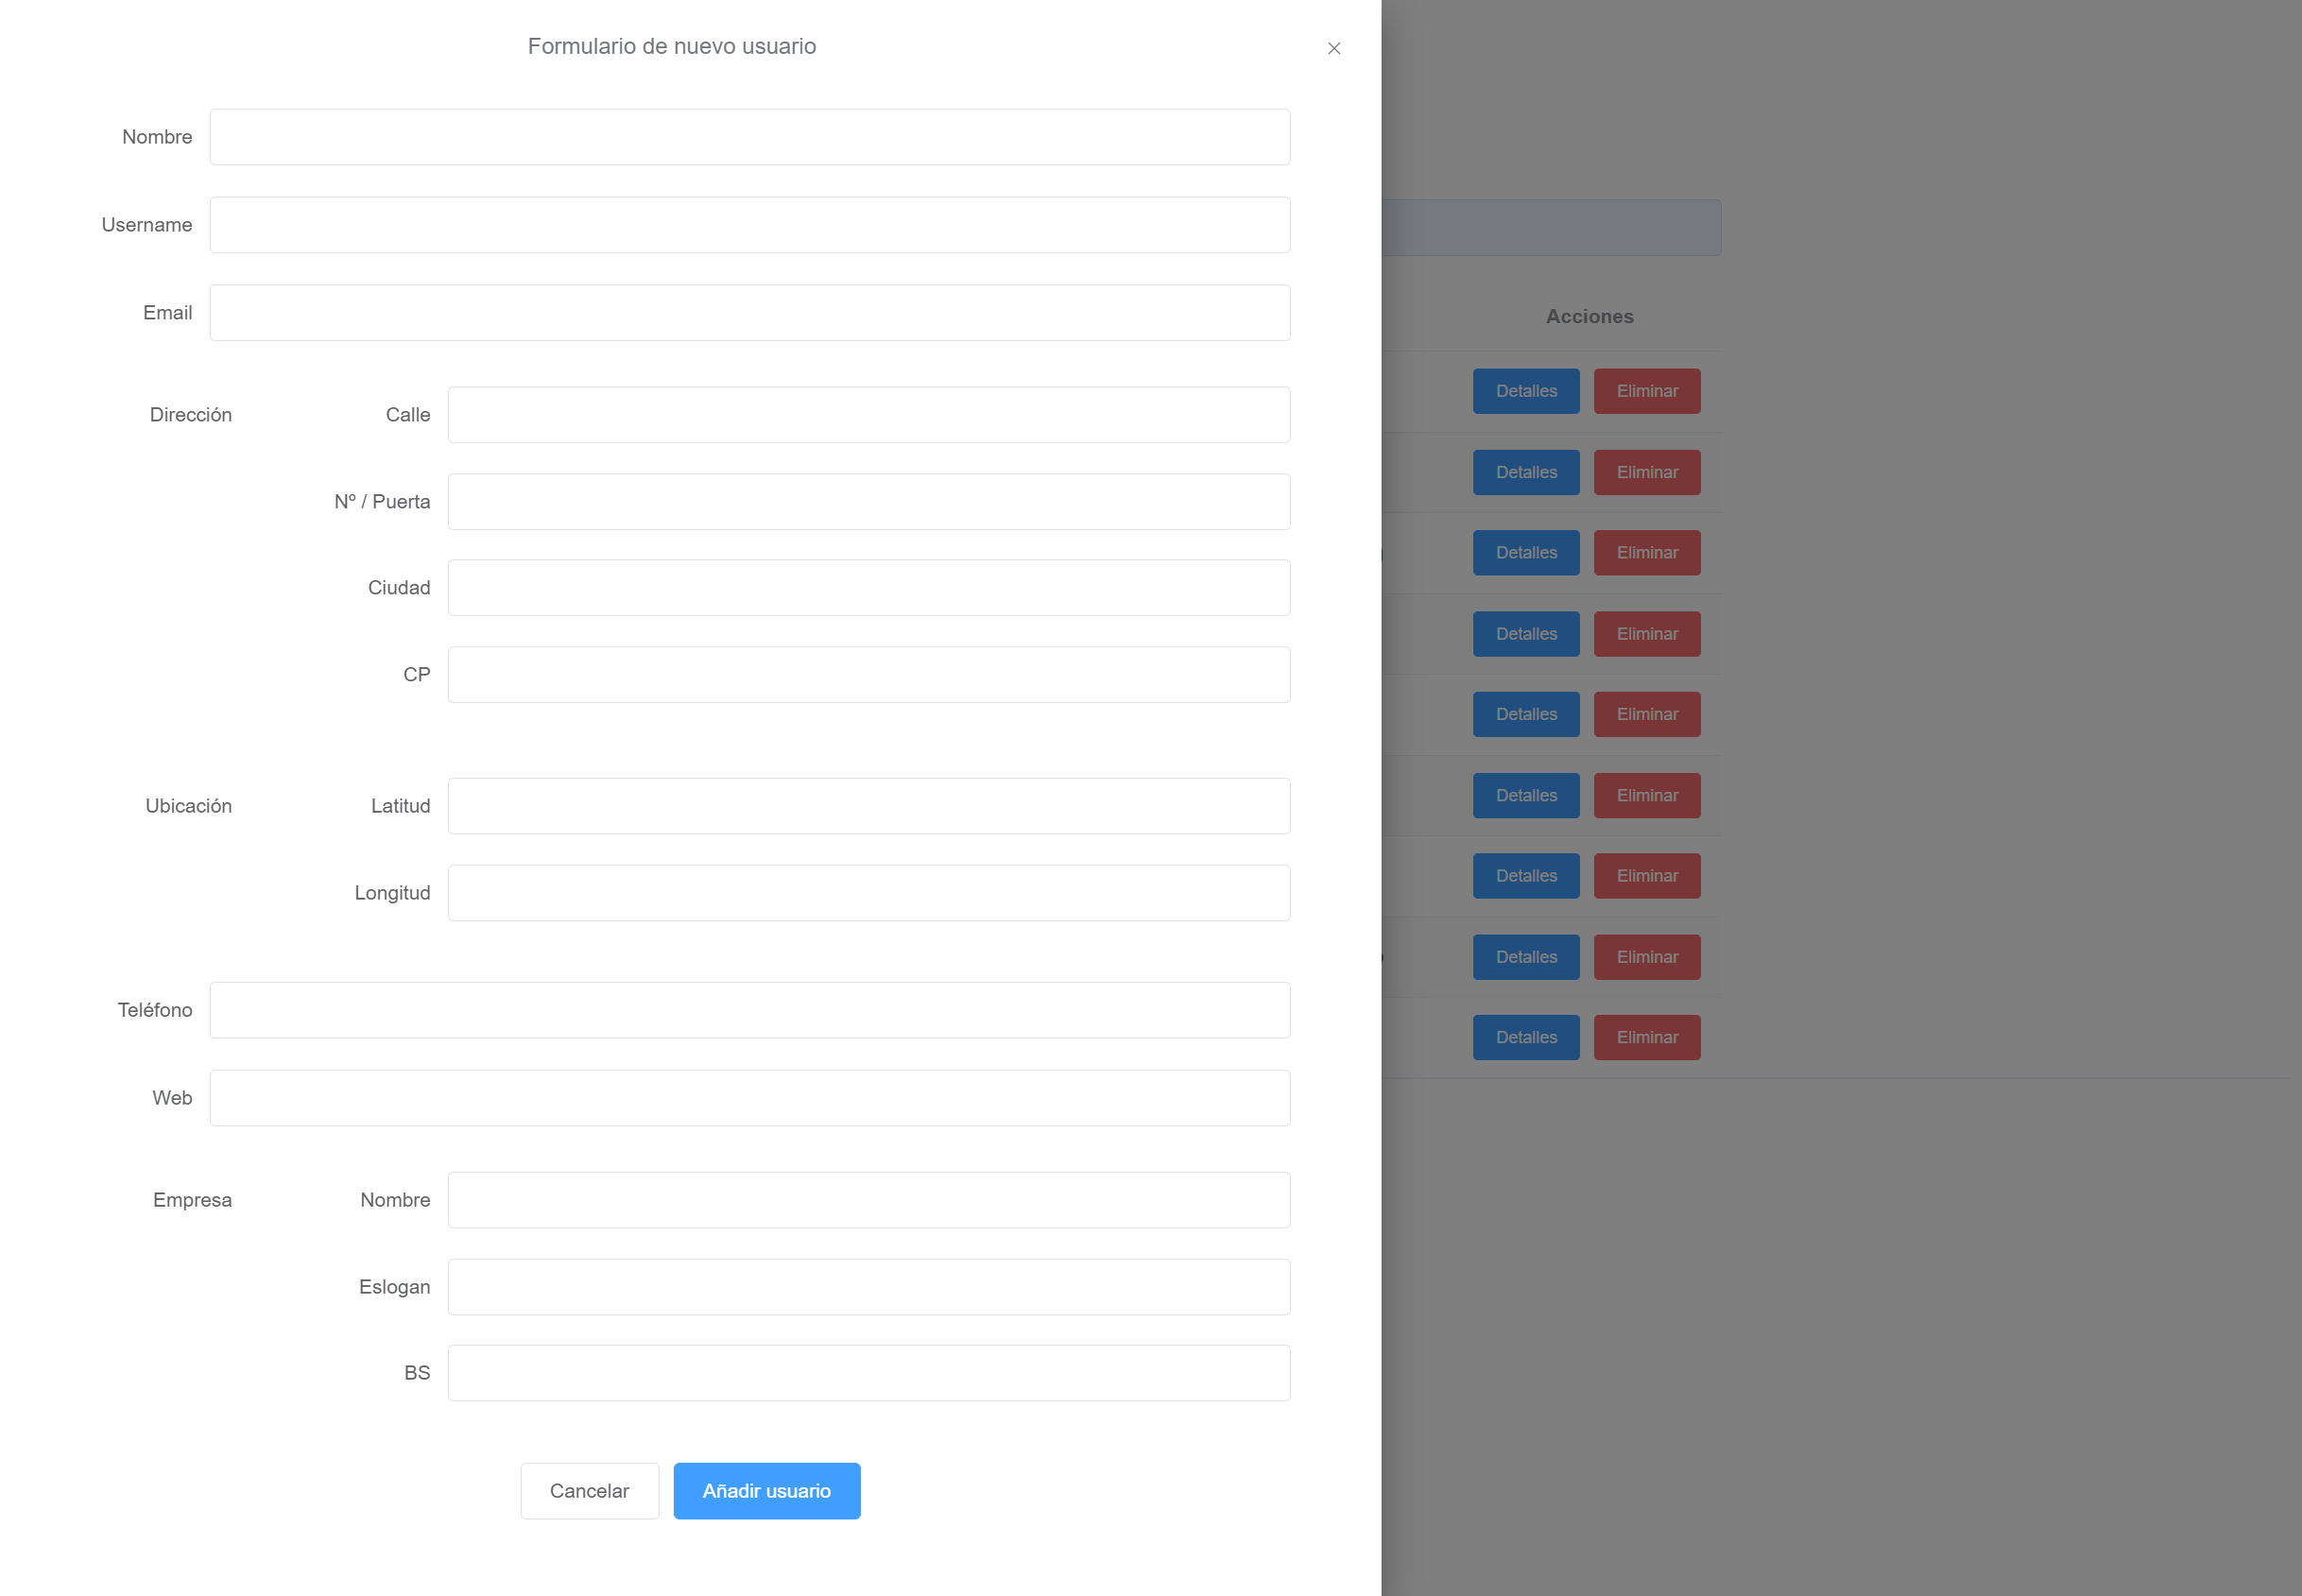 Formulario de nuevo usuario
Nombre
Username
Email
Dirección
Calle
Nº / Puerta
Ciudad
CP
Ubicación
Latitud
Longitud
Teléfono
Web
Empresa
Nombre
Eslogan
BS
Cancelar
Añadir usuario
Acciones
Detalles Eliminar
Detalles Eliminar
Detalles Eliminar
Detalles Eliminar
Detalles Eliminar
Detalles Eliminar
Detalles Eliminar
Detalles Eliminar
Detalles Eliminar